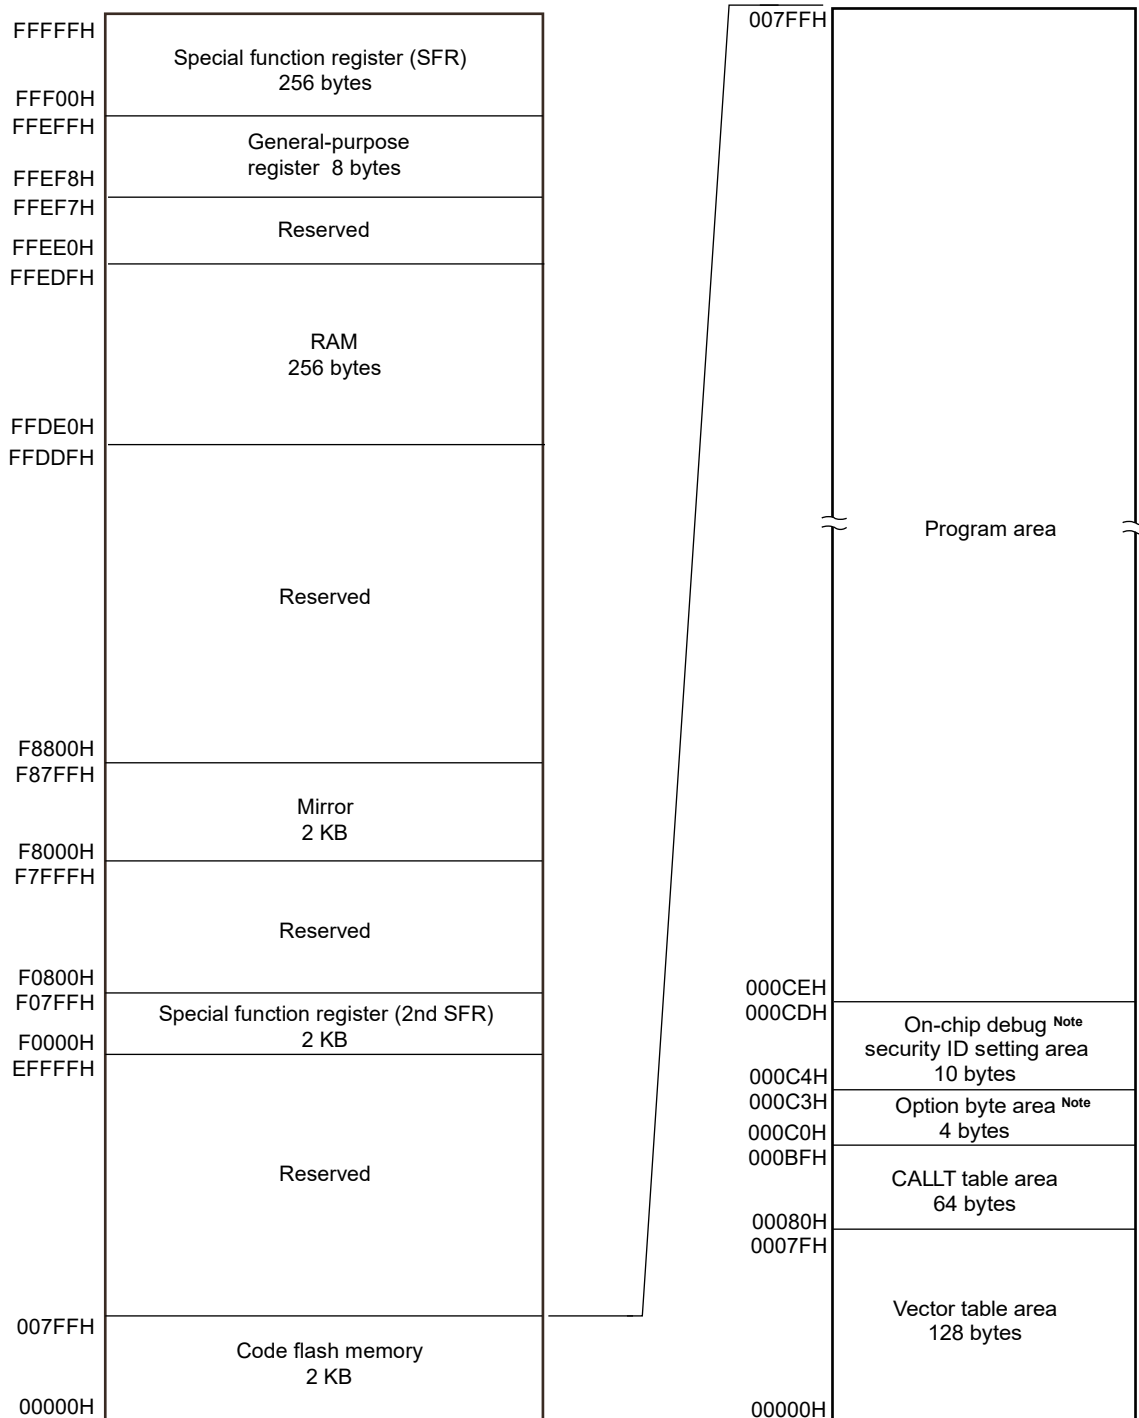 FFFFFH
Special function register (SFR)
256 bytes
FFF00H
FFEFFH
General-purpose
register 8 bytes
FFEF8H
FFEF7H
Reserved
FFEE0H
FFEDFH
RAM
256 bytes
FFDE0H
FFDDFH
Reserved
F8800H
F87FFH
Mirror
2 KB
F8000H
F7FFFH
Reserved
F0800H
F07FFH
Special function register (2nd SFR)
2 KB
F0000H
EFFFFH
Reserved
007FFH
Code flash memory
2 KB
00000H
007FFH
Program area
000CEH
000CDH
On-chip debug Note
security ID setting area
10 bytes
000C4H
000C3H
Option byte area Note
4 bytes
000C0H
000BFH
CALLT table area
64 bytes
00080H
0007FH
Vector table area
128 bytes
00000H